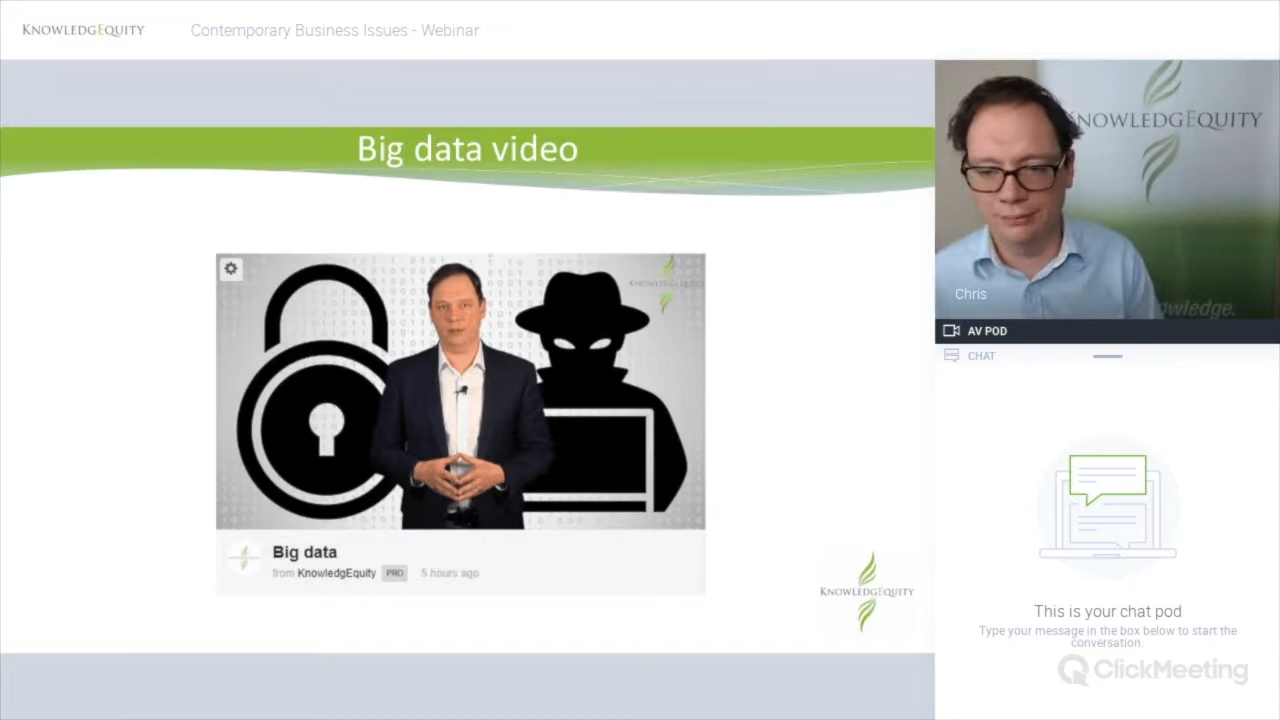 KNOWLEDGEQUITY
Contemporary Business Issues - Webinar
Big data video
KNOWLEDGEQUITY
Big data
from KnowledgEquity PRO 5 hours ago
KNOWLEDGEQUITY
KNOWLEDGEQUITY
Chris
owledge.
AV POD
CHAT
This is your chat pod
Type your message in the box below to start the
conversation.
ClickMeeting